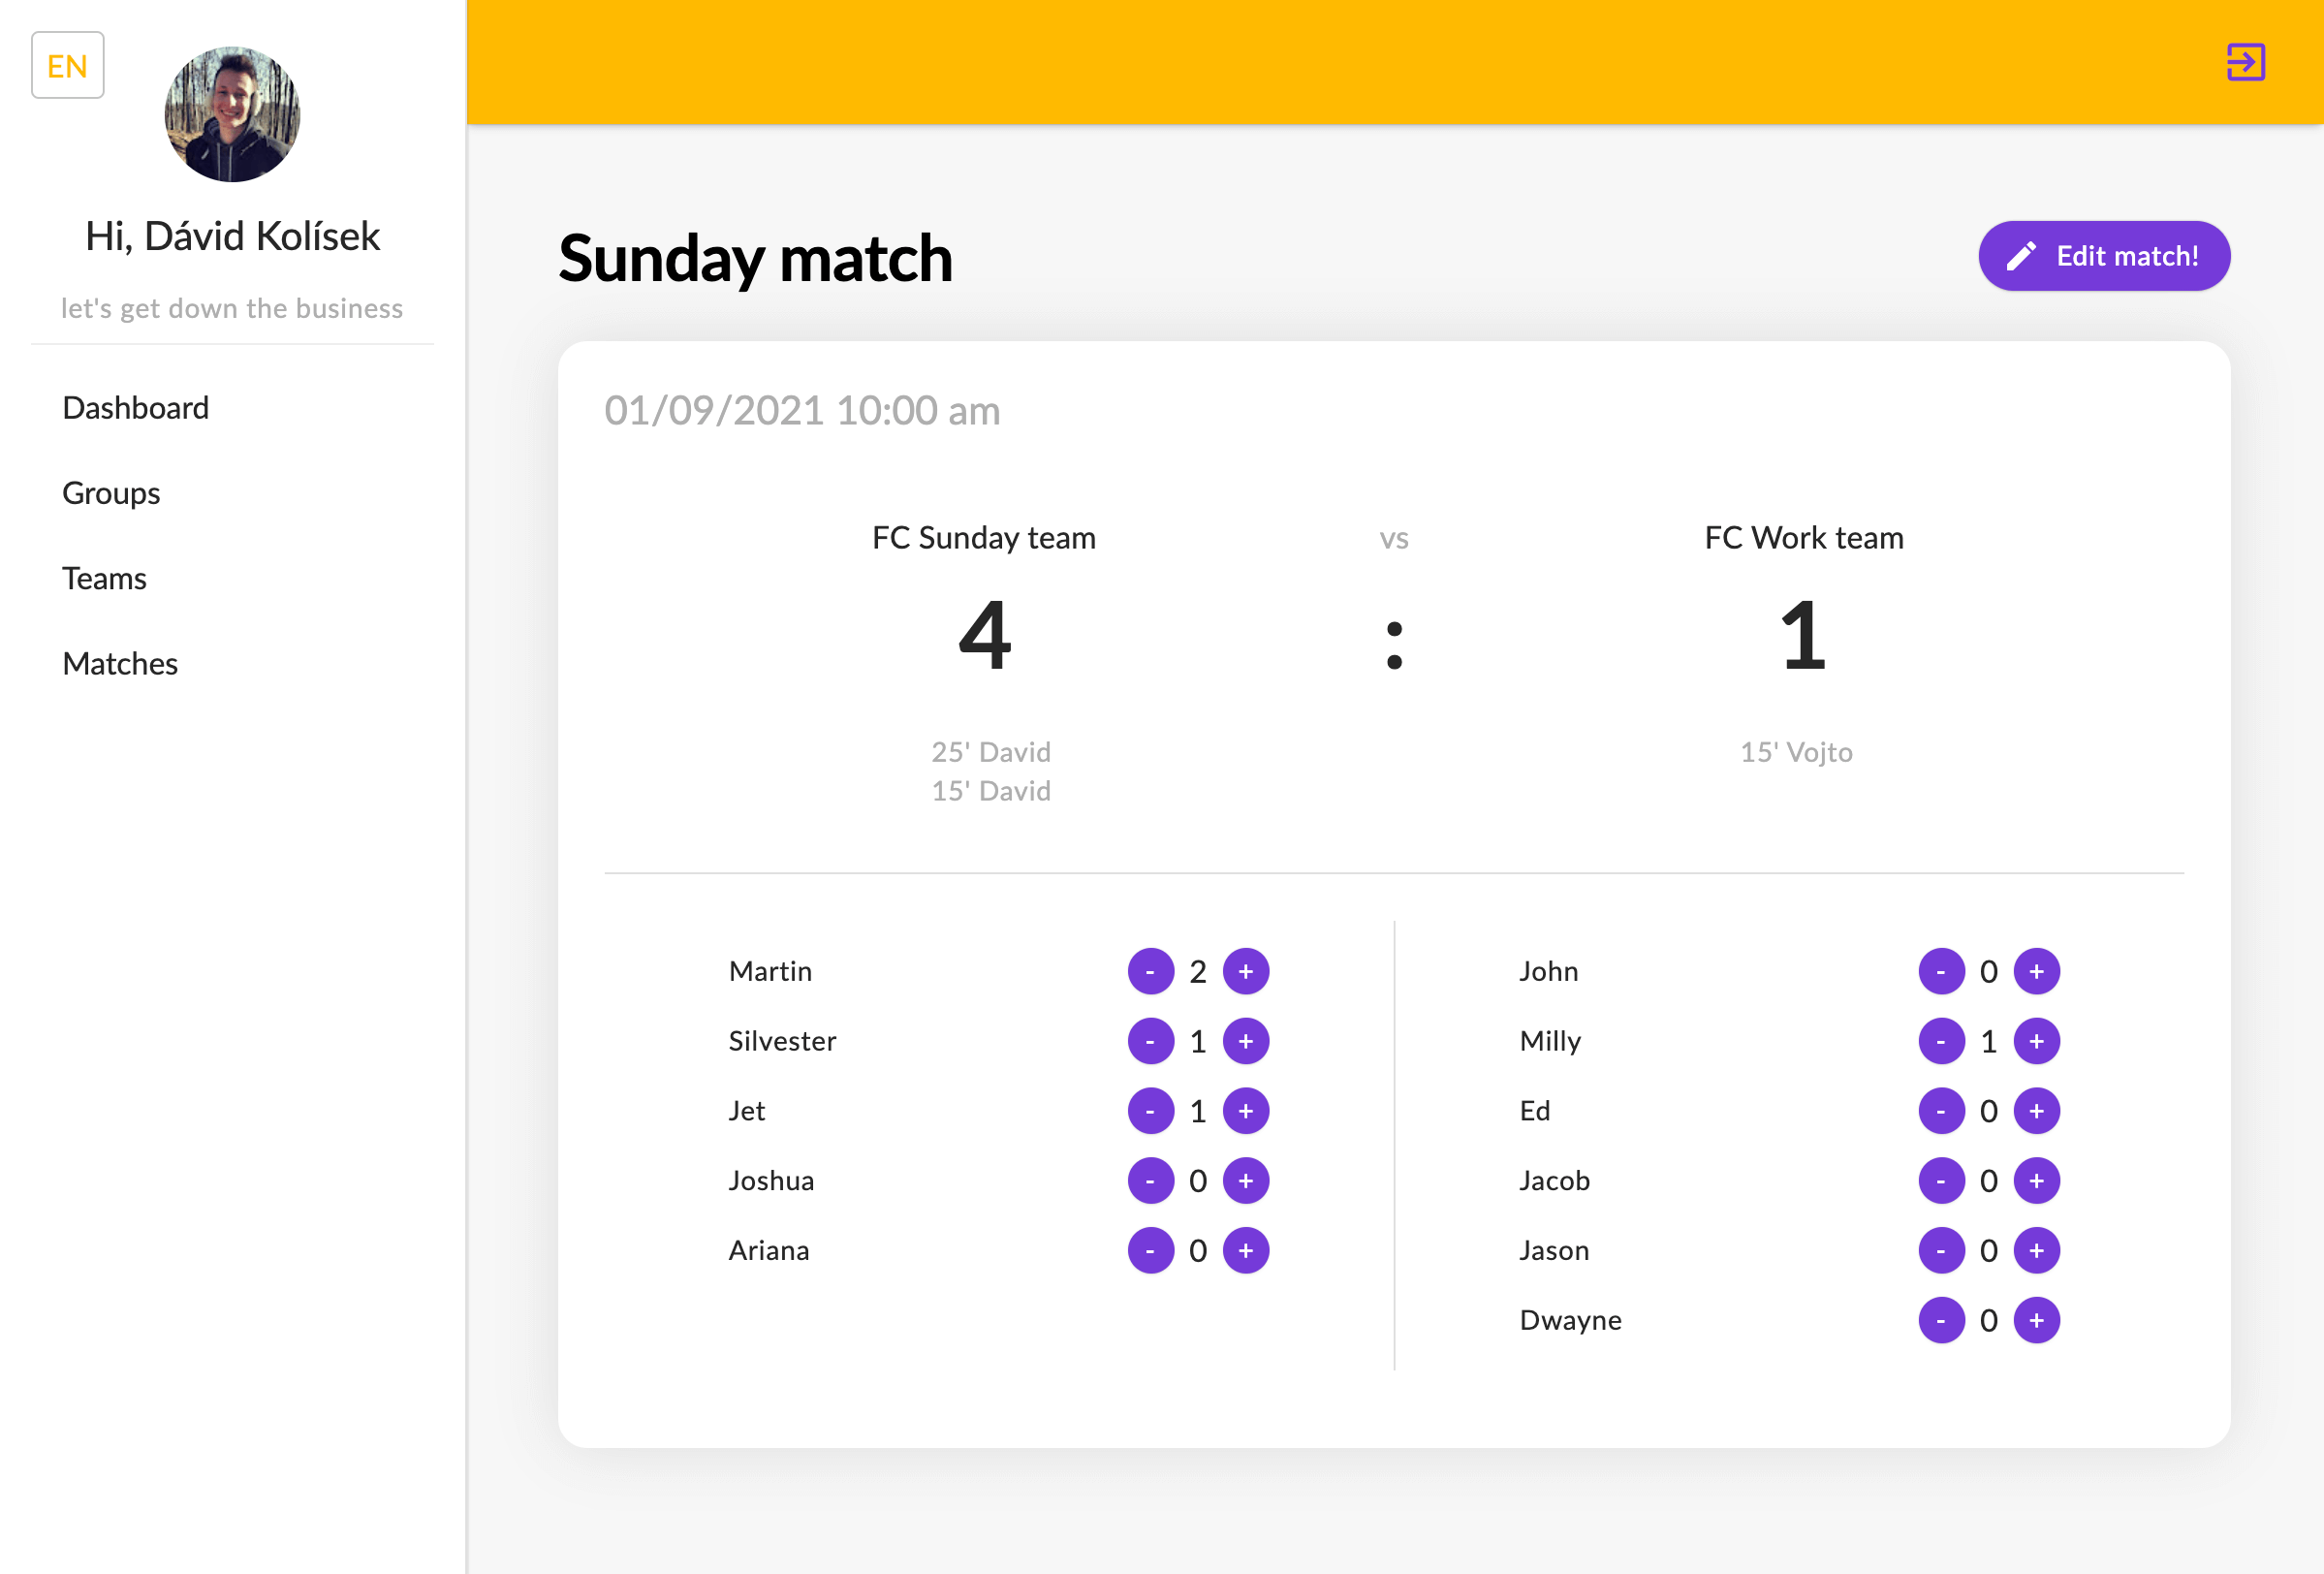 EN
Hi, Dávid Kolísek
let's get down the business
Dashboard
Groups
Teams
Matches
Sunday match
Edit match!
01/09/2021 10:00 am
FC Sunday team vs FC Work team
4 : 1
25' David 15' Vojto
15' David
Martin - 2 + John - 0 +
Silvester - 1 + Milly - 1 +
Jet - 1 + Ed - 0 +
Joshua - 0 + Jacob - 0 +
Ariana - 0 + Jason - 0 +
Dwayne - 0 +